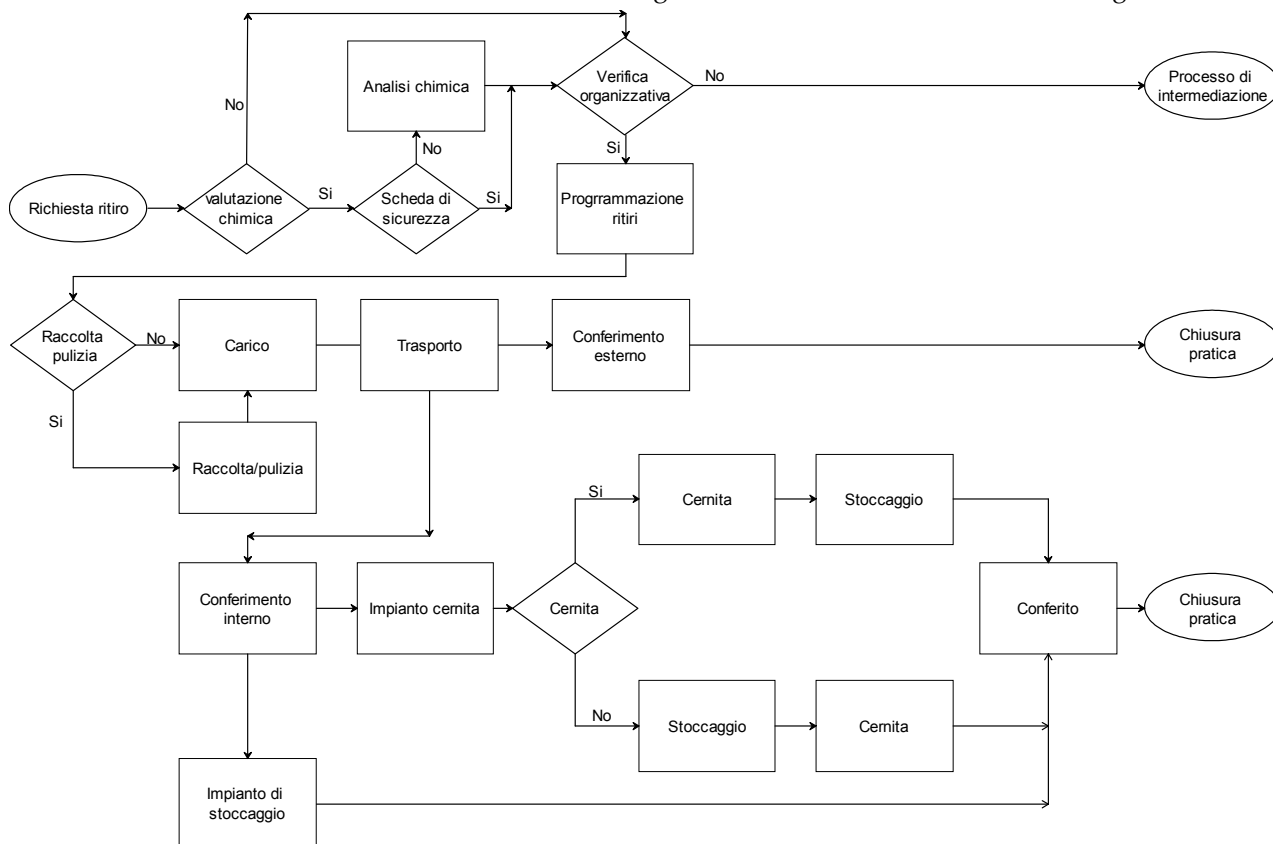 No
Analisi chimica
Verifica
organizzativa
No
Processo di
intermediazione
No
Si
Richiesta ritiro
valutazione
chimica
Si
Scheda di
sicurezza
Si
Progrrammazione
ritiri
Raccolta
pulizia
No
Carico
Trasporto
Conferimento
esterno
Chiusura
pratica
Si
Raccolta/pulizia
Si
Cernita
Stoccaggio
Conferimento
interno
Impianto cernita
Cernita
Conferito
Chiusura
pratica
No
Stoccaggio
Cernita
Impianto di
stoccaggio